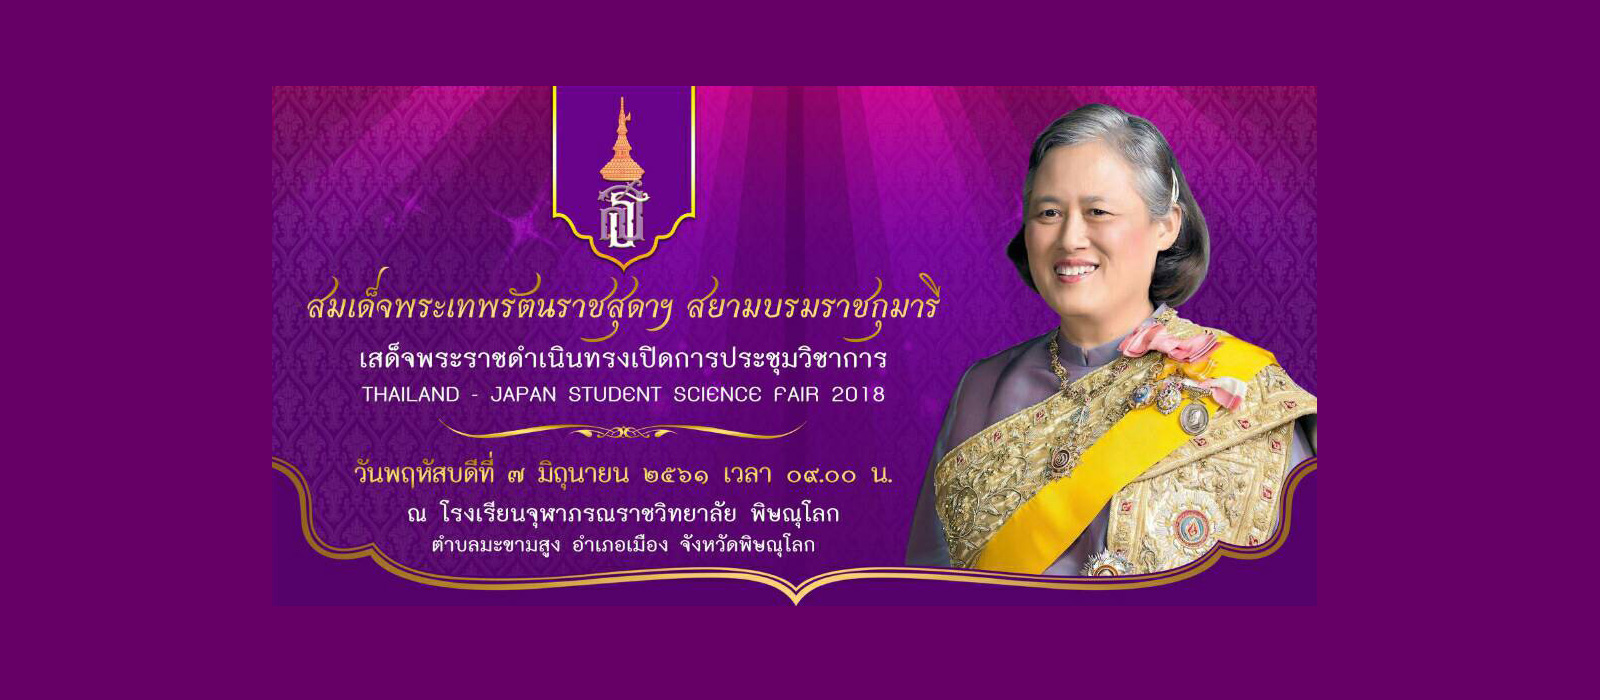 สมเด็จพระเทพรัตนราชสุดาฯ สยามบรมราชกุมารี
เสด็จพระราชดำเนินทรงเปิดการประชุมวิชาการ
THAILAND - JAPAN STUDENT SCIENCE FAIR 2018
วันพฤหัสบดีที่ ๗ มิถุนายน ๒๕๖๑ เวลา ๐๙.๐๐ น.
ณ โรงเรียนจุฬาภรณราชวิทยาลัย พิษณุโลก
ตำบลมะขามสูง อำเภอเมือง จังหวัดพิษณุโลก